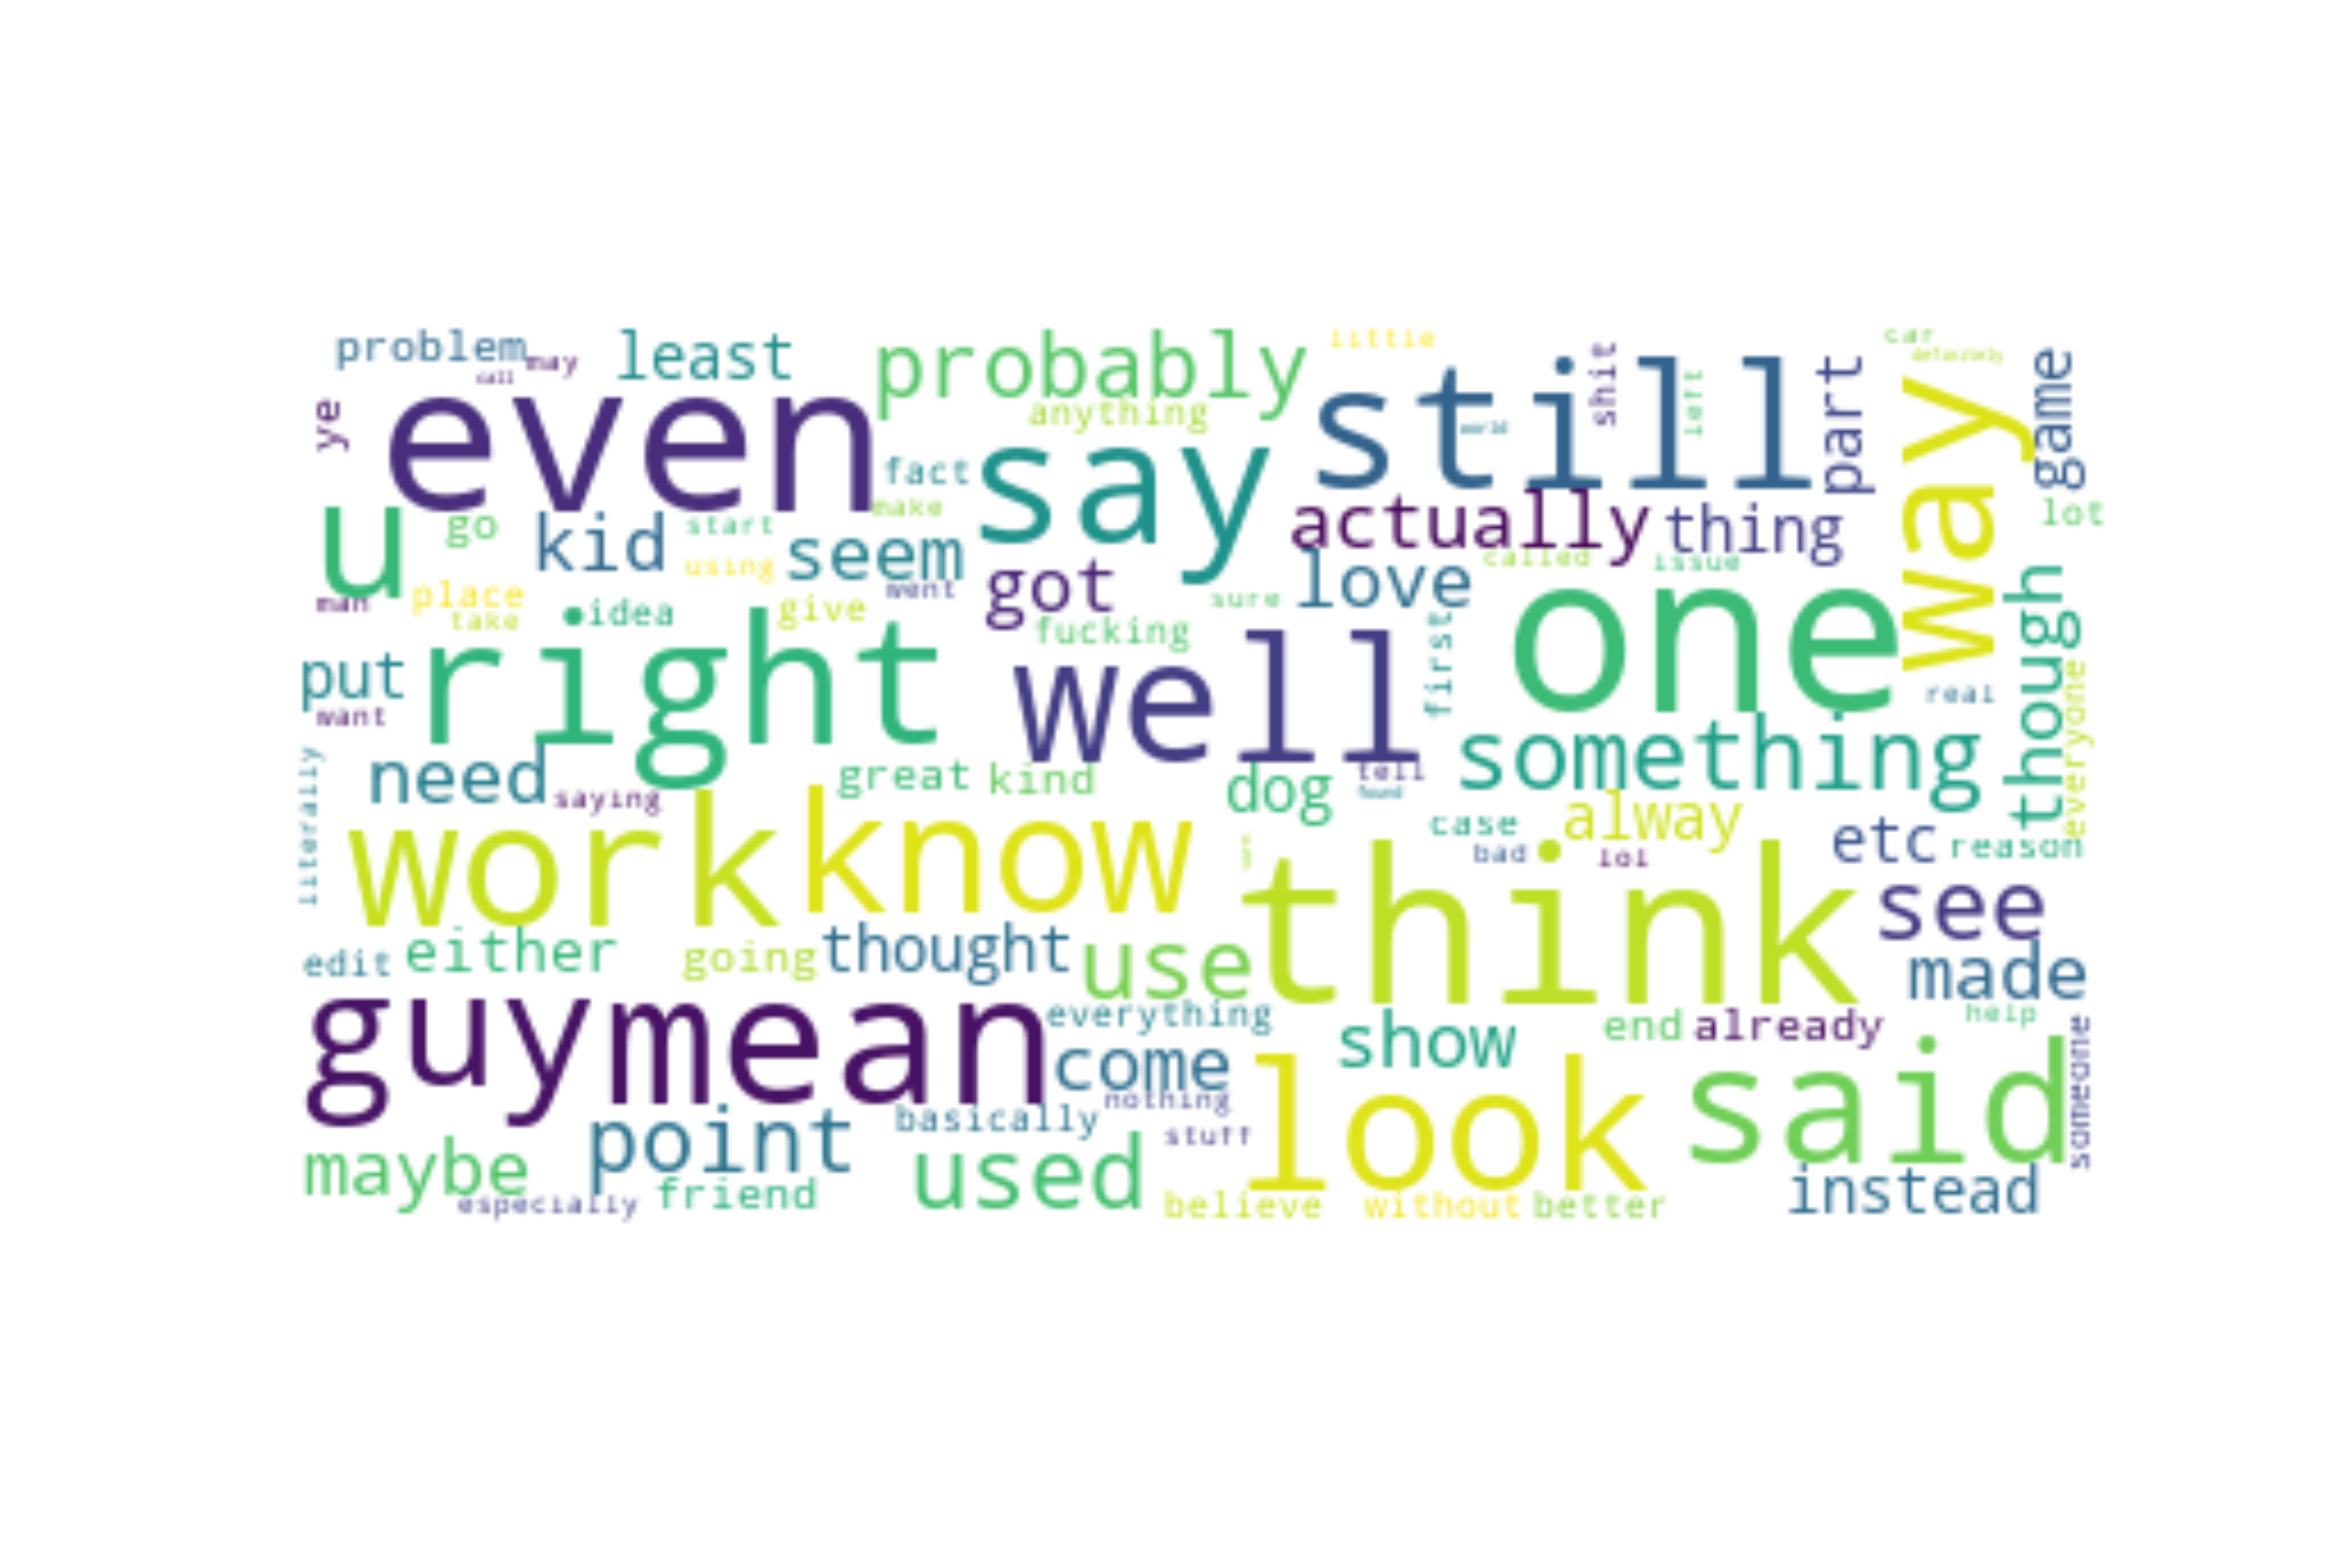 problem may least probably little car
call definitely
ye even anything still shit left part way game
fact say world
u go kid start make actually thing lot
using seem went got love called issue
man place take idea give sure one though
put right fucking well first real everyone
want
need saying great kind dog tell something
literally found
work know case alway etc reason
i bad lol
think see
edit either going thought use made
guy mean everything show end already help
come look said someone
nothing
point basically stuff
maybe used instead
especially friend believe without better